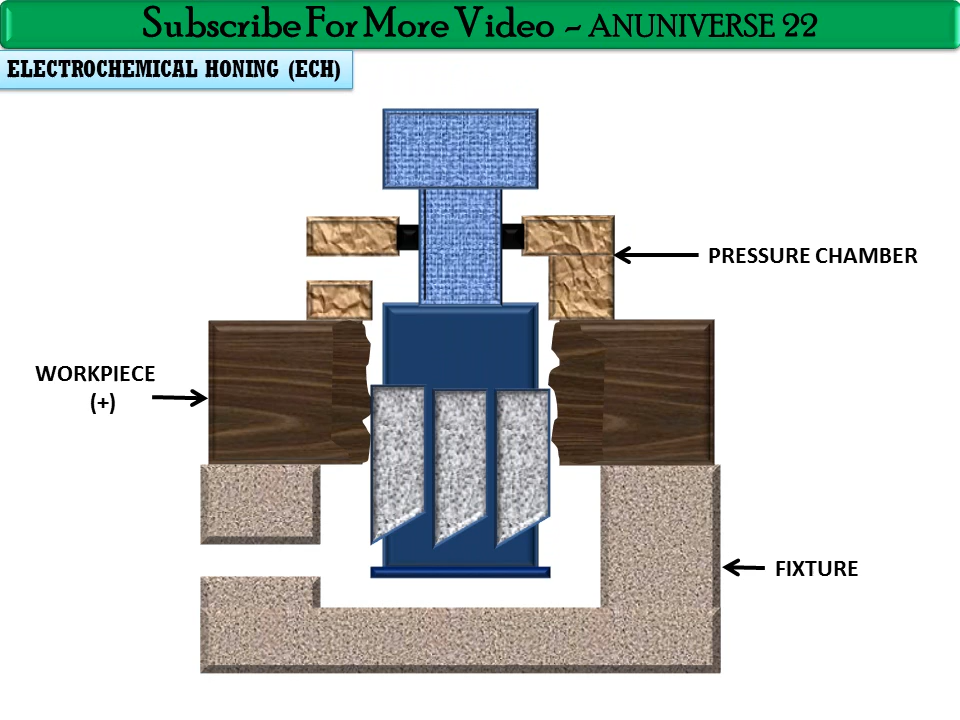 Subscribe For More Video - ANUNIVERSE 22
ELECTROCHEMICAL HONING (ECH)
PRESSURE CHAMBER
WORKPIECE
(+)
FIXTURE